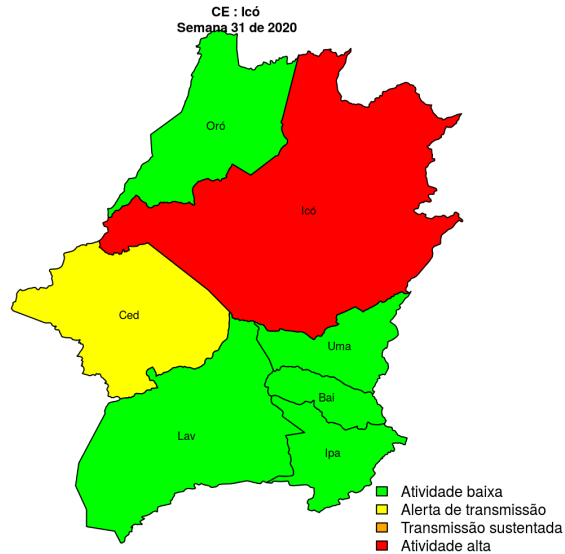 CE : Icó
Semana 31 de 2020
Oró
Icó
Ced
Uma
Bai
Lav
Ipa
Atividade baixa
Alerta de transmissão
Transmissão sustentada
Atividade alta